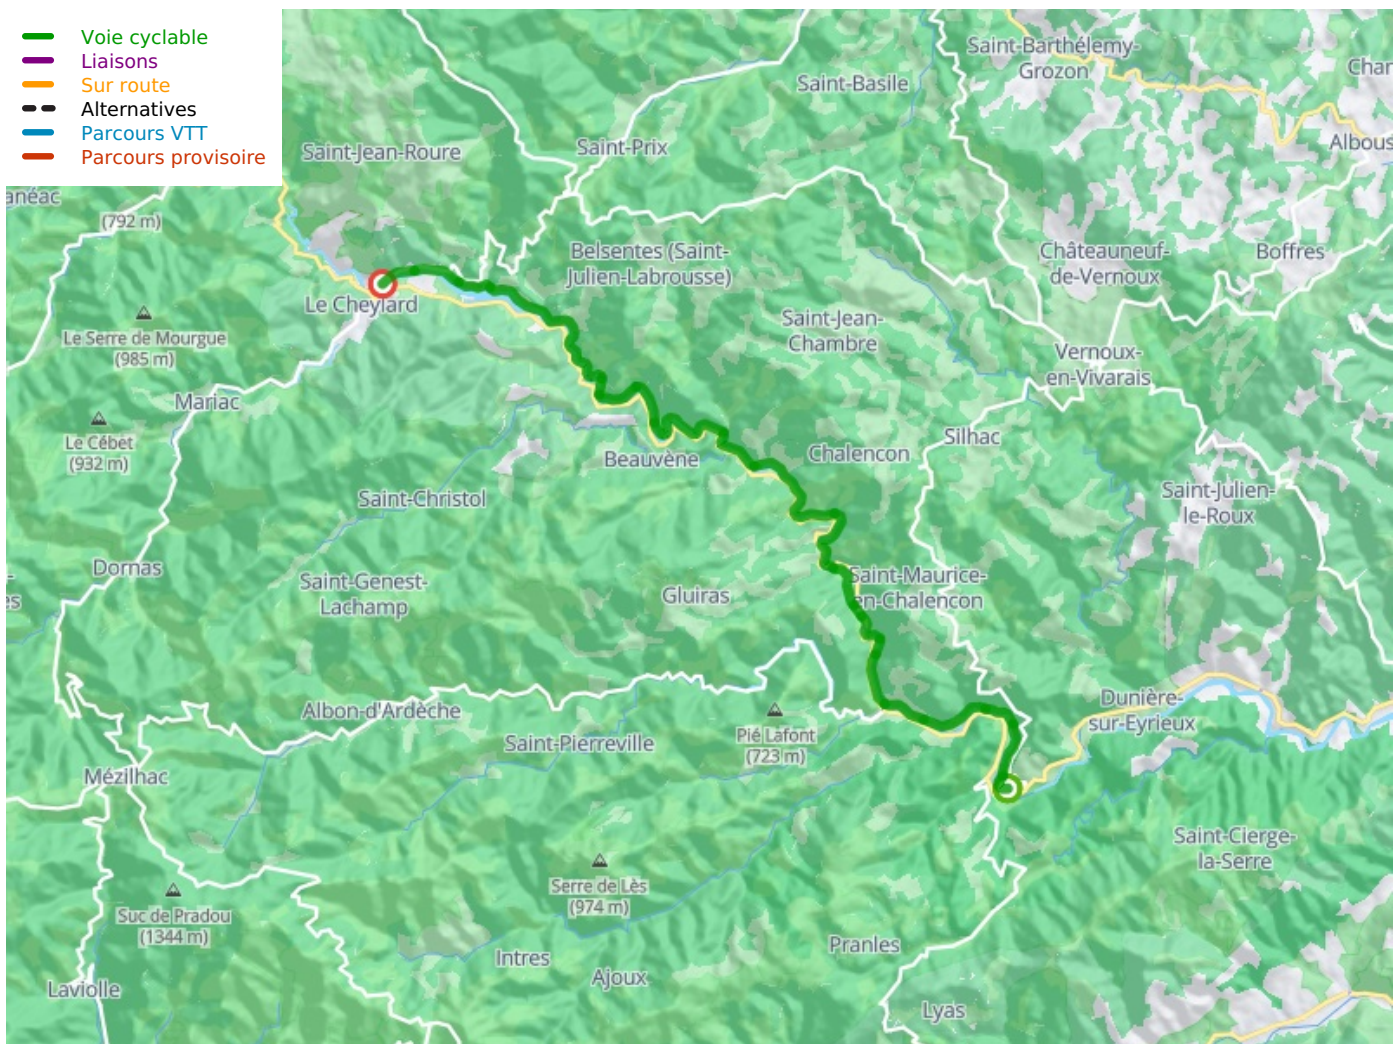 Voie cyclable
Liaisons
Sur route
Alternatives
Parcours VTT
Parcours provisoire
Saint-Barthélemy-
Grozon
Char
Saint-Basile
Albous
Saint-Jean-Roure
Saint-Prix
anéac
(792 m)
Belsentes (Saint-
Julien-Labrousse)
Châteauneuf-
de-Vernoux
Boffres
Le Cheylard
Le Serre de Mourgue
(985 m)
Saint-Jean-
Chambre
Vernoux-
en-Vivarais
Mariac
Le Cébet
(932 m)
Beauvène
Chalencon
Silhac
Saint-Christol
Saint-Julien-
le-Roux
Dornas
-
es
Saint-Genest-
Lachamp
Gluiras
Saint-Maurice-
en-Chalencon
Albon-d'Ardèche
Dunière-
sur-Eyrieux
Saint-Pierreville
Pié Lafont
(723 m)
Mézilhac
Saint-Cierge-
la-Serre
Serre de Lès
(974 m)
Suc de Pradou
(1344 m)
Pranles
Intres
Ajoux
Laviolle
Lyas